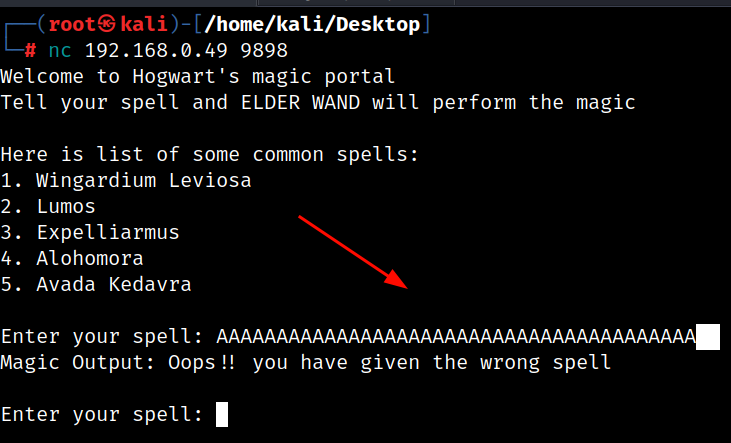 ┌──(root㉿kali)-[/home/kali/Desktop]
└─# nc 192.168.0.49 9898
Welcome to Hogwart's magic portal
Tell your spell and ELDER WAND will perform the magic
Here is list of some common spells:
1. Wingardium Leviosa
2. Lumos
3. Expelliarmus
4. Alohomora
5. Avada Kedavra
Enter your spell: AAAAAAAAAAAAAAAAAAAAAAAAAAAAAAAAAAAAAAAA
Magic Output: Oops!! you have given the wrong spell
Enter your spell: